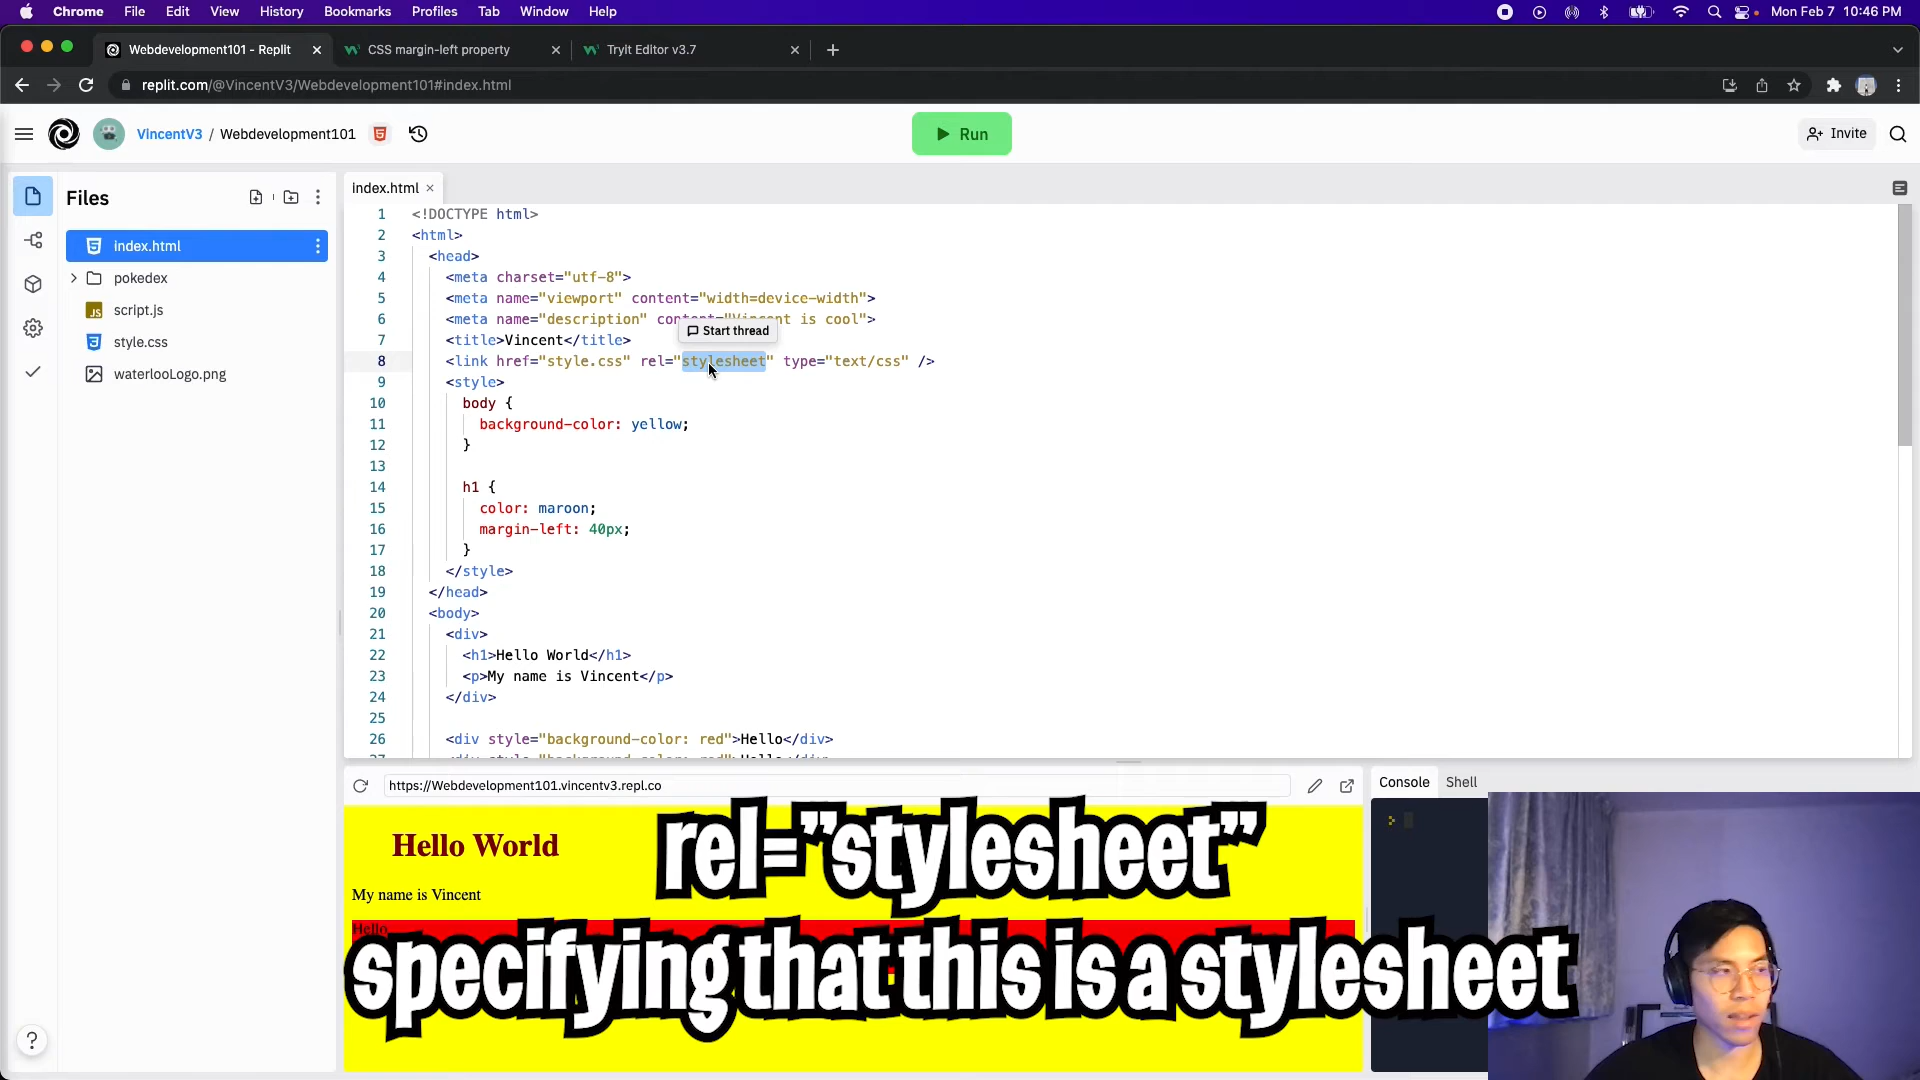 Chrome File Edit View History Bookmarks Profiles Tab Window Help Mon Feb 7 10:46 PM
Webdevelopment101 - Replit CSS margin-left property Tryit Editor v3.7
replit.com/@VincentV3/Webdevelopment101#index.html
VincentV3 / Webdevelopment101 Run Invite
Files
index.html
pokedex
script.js
style.css
waterlooLogo.png
index.html
1 <!DOCTYPE html>
2 <html>
3 <head>
4 <meta charset="utf-8">
5 <meta name="viewport" content="width=device-width">
6 <meta name="description" content="Vincent is cool">
Start thread
7 <title>Vincent</title>
8 <link href="style.css" rel="stylesheet" type="text/css" />
9 <style>
10 body {
11 background-color: yellow;
12 }
13
14 h1 {
15 color: maroon;
16 margin-left: 40px;
17 }
18 </style>
19 </head>
20 <body>
21 <div>
22 <h1>Hello World</h1>
23 <p>My name is Vincent</p>
24 </div>
25
26 <div style="background-color: red">Hello</div>
https://Webdevelopment101.vincentv3.repl.co
Console Shell
Hello World
My name is Vincent
Hello
rel="stylesheet"
specifying that this is a stylesheet